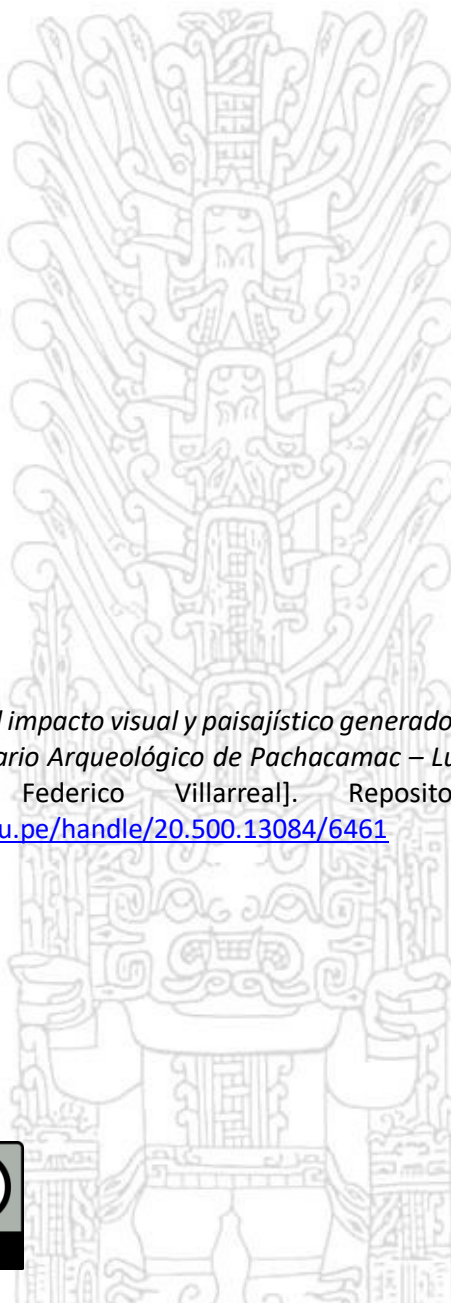 l impacto visual y paisajístico generado
ario Arqueológico de Pachacamac – Lu
Federico Villarreal]. Reposito
u.pe/handle/20.500.13084/6461